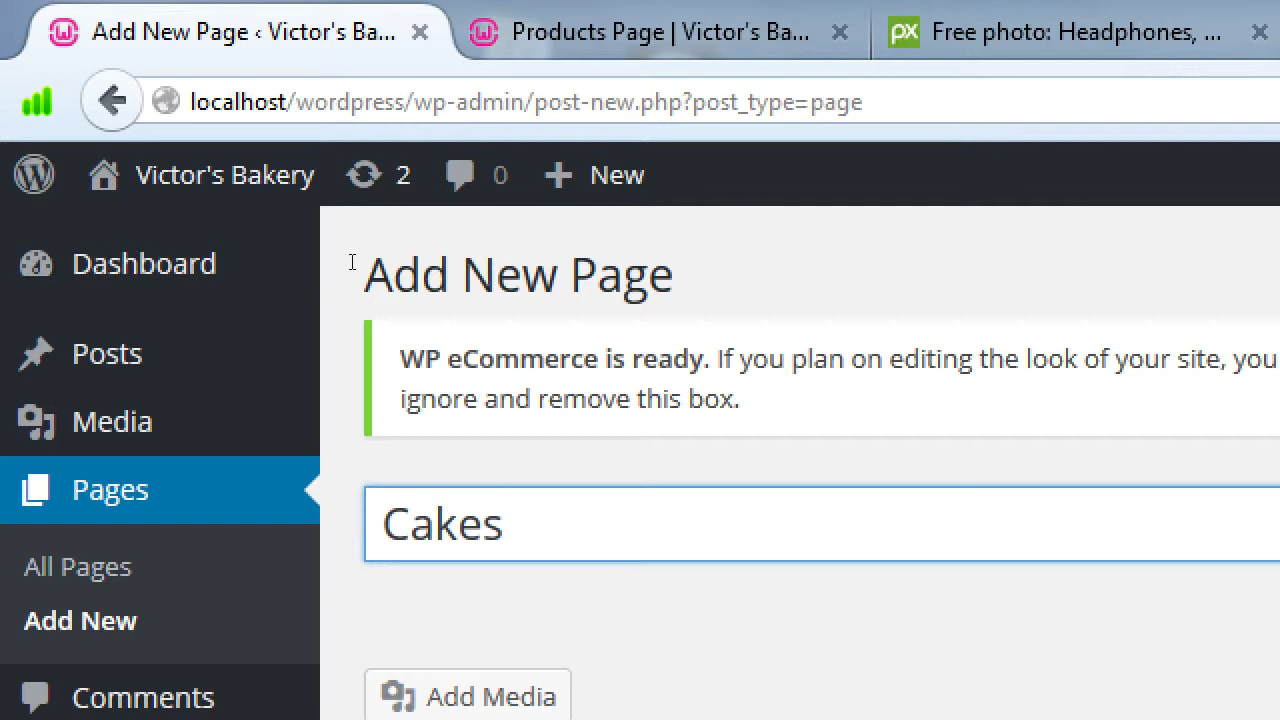 Add New Page ‹ Victor's Ba...
Products Page | Victor's Ba...
px
Free photo: Headphones, ...
localhost/wordpress/wp-admin/post-new.php?post_type=page
Victor's Bakery
2
0
New
Dashboard
Posts
Media
Pages
All Pages
Add New
Comments
Add New Page
WP eCommerce is ready. If you plan on editing the look of your site, you
ignore and remove this box.
Cakes
Add Media